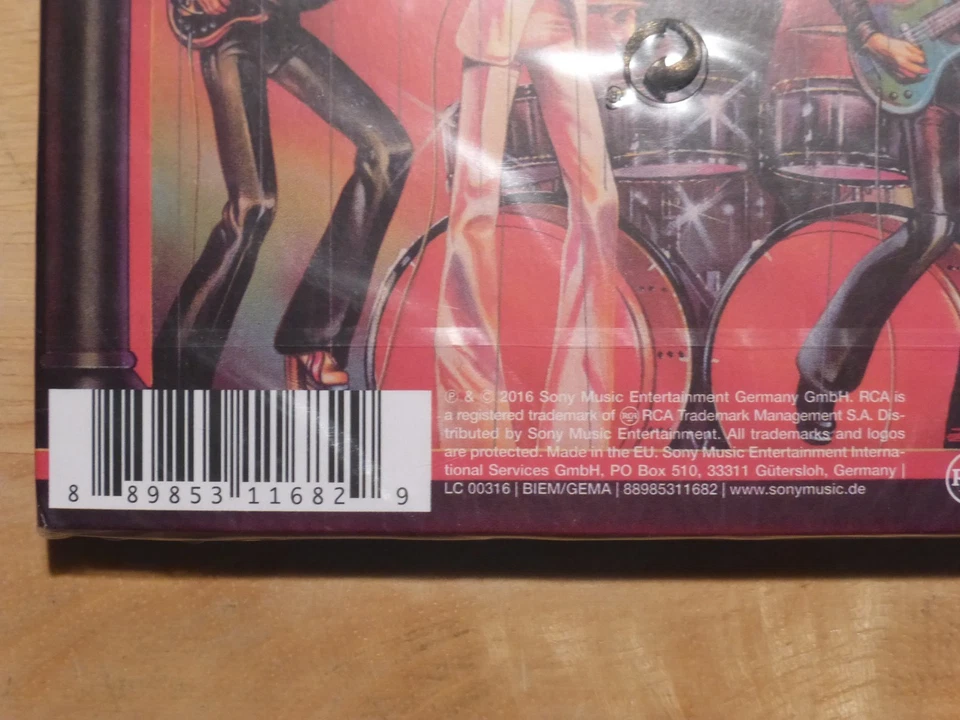 ℗ & © 2016 Sony Music Entertainment Germany GmbH. RCA is
a registered trademark of RCA RCA Trademark Management S.A. Dis-
tributed by Sony Music Entertainment. All trademarks and logos
are protected. Made in the EU. Sony Music Entertainment Interna-
tional Services GmbH, PO Box 510, 33311 Gütersloh, Germany |
LC 00316 | BIEM/GEMA | 88985311682 | www.sonymusic.de
8 89853 11682 9
®